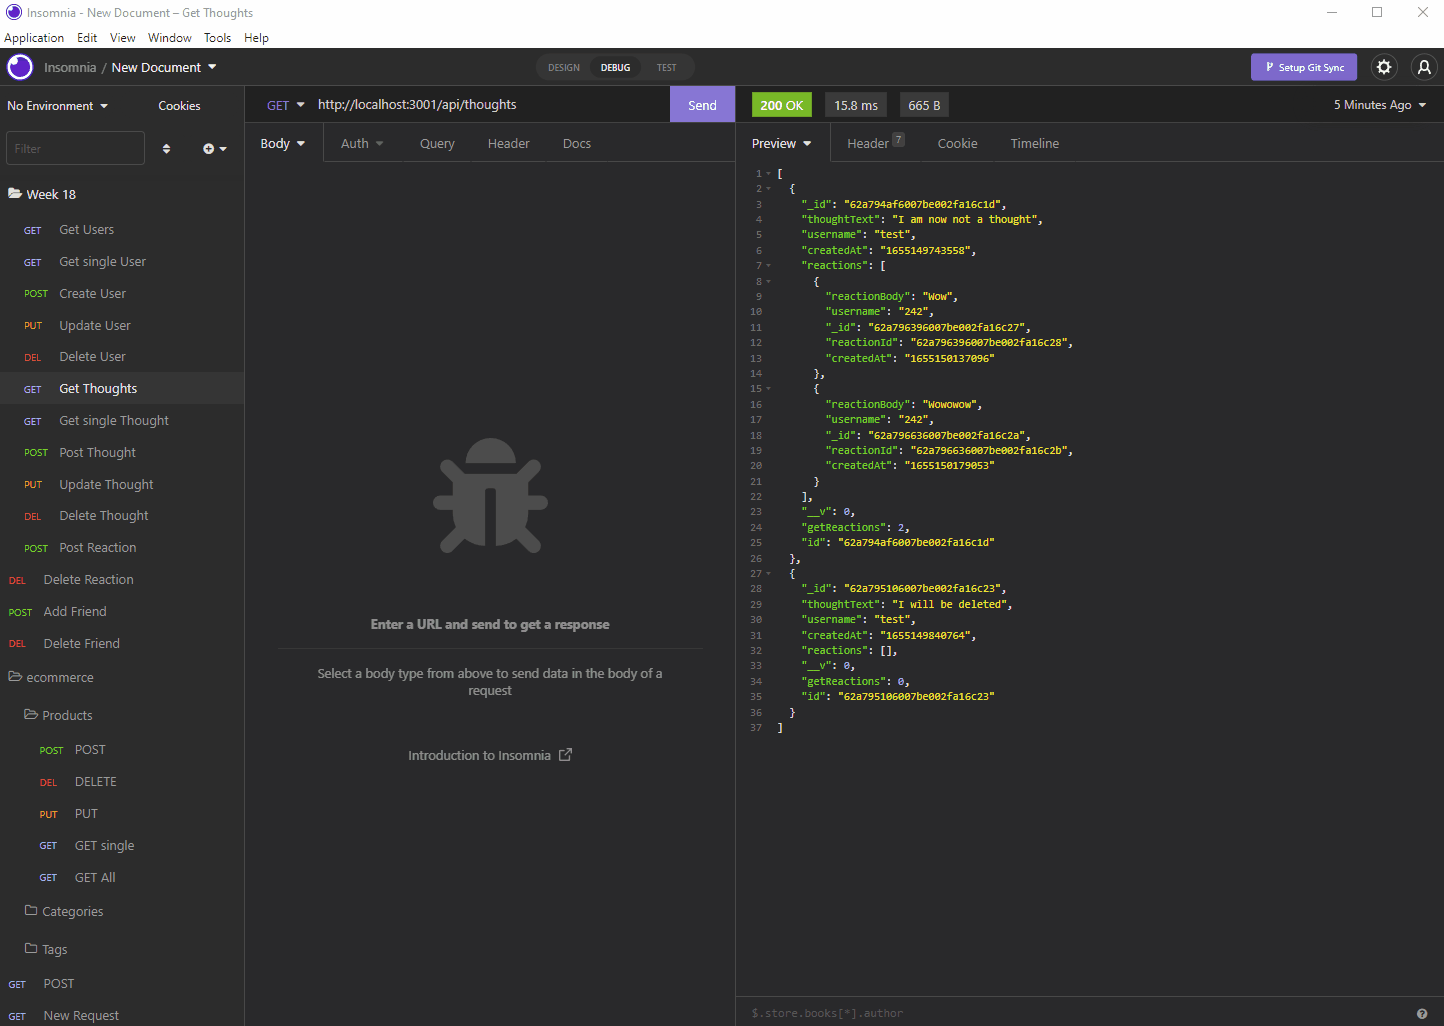 Insomnia - New Document – Get Thoughts
Application Edit View Window Tools Help
Insomnia / New Document
DESIGN DEBUG TEST
Setup Git Sync
No Environment Cookies
GET http://localhost:3001/api/thoughts Send
200 OK 15.8 ms 665 B 5 Minutes Ago
Filter
Body Auth Query Header Docs
Preview Header 7 Cookie Timeline
Week 18
GET Get Users
GET Get single User
POST Create User
PUT Update User
DEL Delete User
GET Get Thoughts
GET Get single Thought
POST Post Thought
PUT Update Thought
DEL Delete Thought
POST Post Reaction
DEL Delete Reaction
POST Add Friend
DEL Delete Friend
ecommerce
Products
POST POST
DEL DELETE
PUT PUT
GET GET single
GET GET All
Categories
Tags
GET POST
GET New Request
Enter a URL and send to get a response
Select a body type from above to send data in the body of a
request
Introduction to Insomnia
1 [
2 {
3 "_id": "62a794af6007be002fa16c1d",
4 "thoughtText": "I am now not a thought",
5 "username": "test",
6 "createdAt": "1655149743558",
7 "reactions": [
8 {
9 "reactionBody": "Wow",
10 "username": "242",
11 "_id": "62a796396007be002fa16c27",
12 "reactionId": "62a796396007be002fa16c28",
13 "createdAt": "1655150137096"
14 },
15 {
16 "reactionBody": "Wowowow",
17 "username": "242",
18 "_id": "62a796636007be002fa16c2a",
19 "reactionId": "62a796636007be002fa16c2b",
20 "createdAt": "1655150179053"
21 }
22 ],
23 "__v": 0,
24 "getReactions": 2,
25 "id": "62a794af6007be002fa16c1d"
26 },
27 {
28 "_id": "62a795106007be002fa16c23",
29 "thoughtText": "I will be deleted",
30 "username": "test",
31 "createdAt": "1655149840764",
32 "reactions": [],
33 "__v": 0,
34 "getReactions": 0,
35 "id": "62a795106007be002fa16c23"
36 }
37 ]
$.store.books[*].author